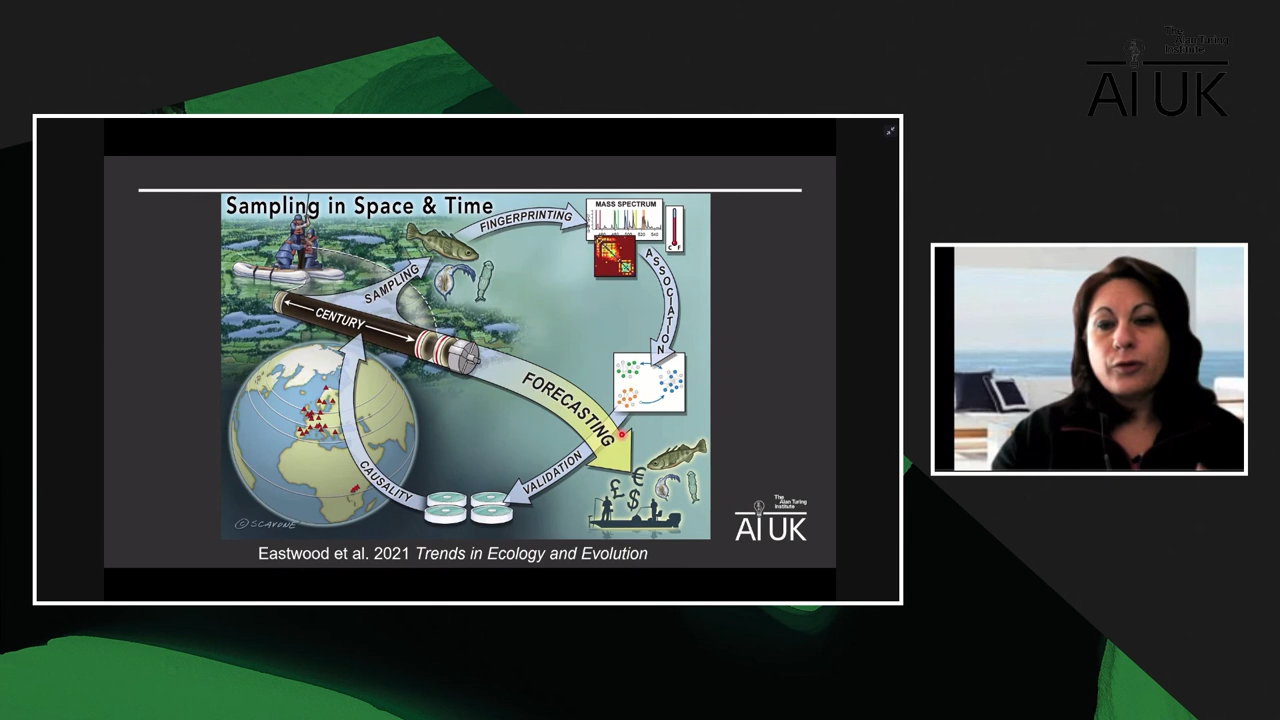 The
Alan Turing
Institute
AI UK
Sampling in Space & Time
FINGERPRINTING
MASS SPECTRUM
C F
SAMPLING
ASSOCIATION
CENTURY
FORECASTING
VALIDATION
CAUSALITY
£ € $
© SCAVONE
The
Alan Turing
Institute
AI UK
Eastwood et al. 2021 Trends in Ecology and Evolution